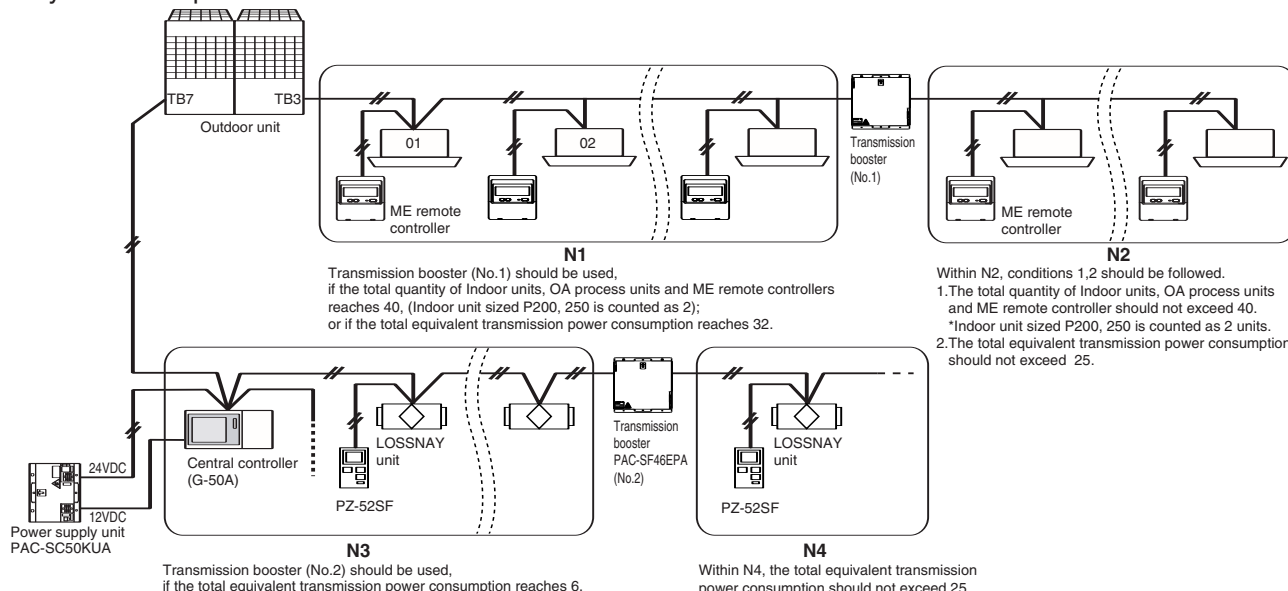 TB7
TB3
Outdoor unit
01
02
ME remote
controller
Transmission
booster
(No.1)
ME remote
controller
N1
Transmission booster (No.1) should be used,
if the total quantity of Indoor units, OA process units and ME remote controllers
reaches 40, (Indoor unit sized P200, 250 is counted as 2);
or if the total equivalent transmission power consumption reaches 32.
N2
Within N2, conditions 1,2 should be followed.
1.The total quantity of Indoor units, OA process units
and ME remote controller should not exceed 40.
*Indoor unit sized P200, 250 is counted as 2 units.
2.The total equivalent transmission power consumption
should not exceed 25.
Central controller
(G-50A)
LOSSNAY
unit
PZ-52SF
Transmission
booster
PAC-SF46EPA
(No.2)
LOSSNAY
unit
PZ-52SF
24VDC
12VDC
Power supply unit
PAC-SC50KUA
N3
Transmission booster (No.2) should be used,
if the total equivalent transmission power consumption reaches 6.
N4
Within N4, the total equivalent transmission
power consumption should not exceed 25.